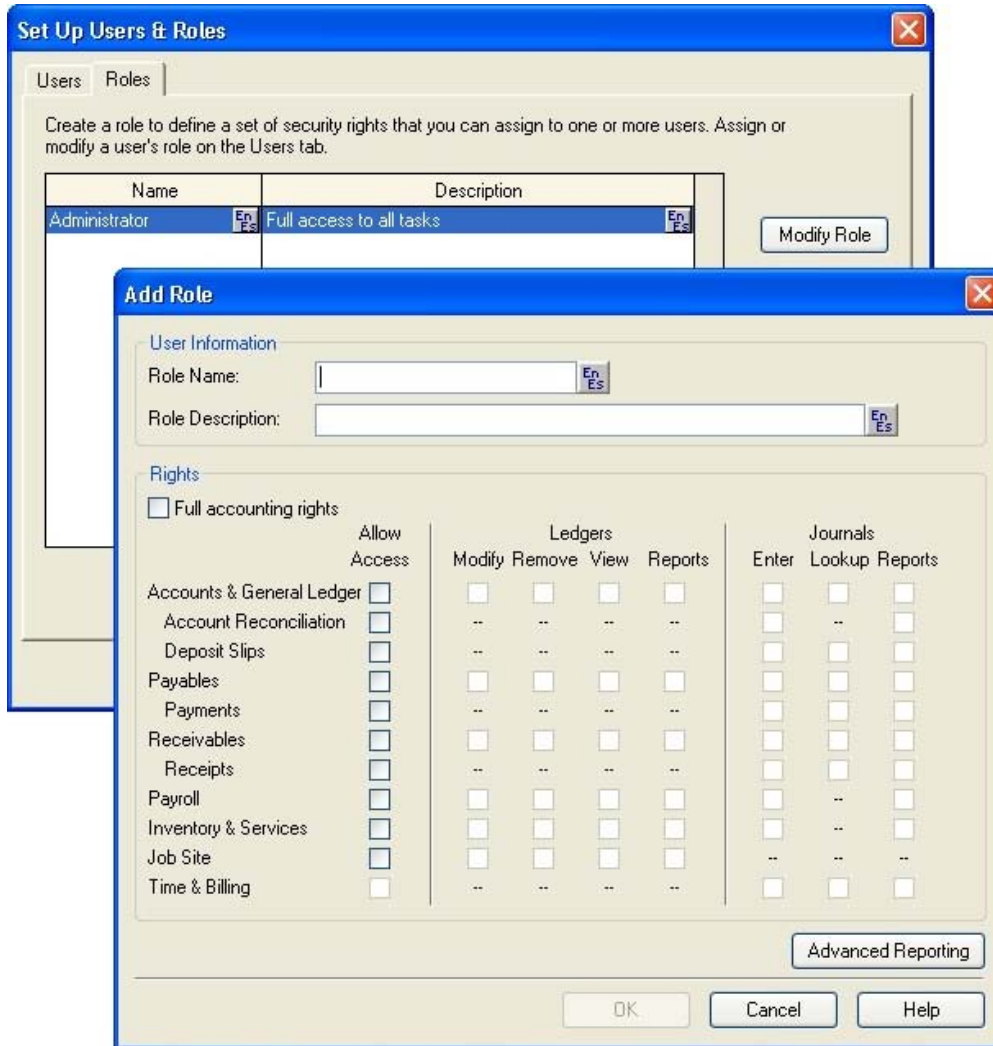 Set Up Users & Roles
Users Roles
Create a role to define a set of security rights that you can assign to one or more users. Assign or
modify a user's role on the Users tab.
Name Description
Administrator En Es Full access to all tasks En Es
Modify Role
Add Role
User Information
Role Name: En Es
Role Description: En Es
Rights
Full accounting rights
Allow Ledgers Journals
Access Modify Remove View Reports Enter Lookup Reports
Accounts & General Ledger
Account Reconciliation -- -- -- -- --
Deposit Slips -- -- -- --
Payables
Payments -- -- -- --
Receivables
Receipts -- -- -- --
Payroll --
Inventory & Services --
Job Site -- -- --
Time & Billing -- -- -- --
Advanced Reporting
OK Cancel Help